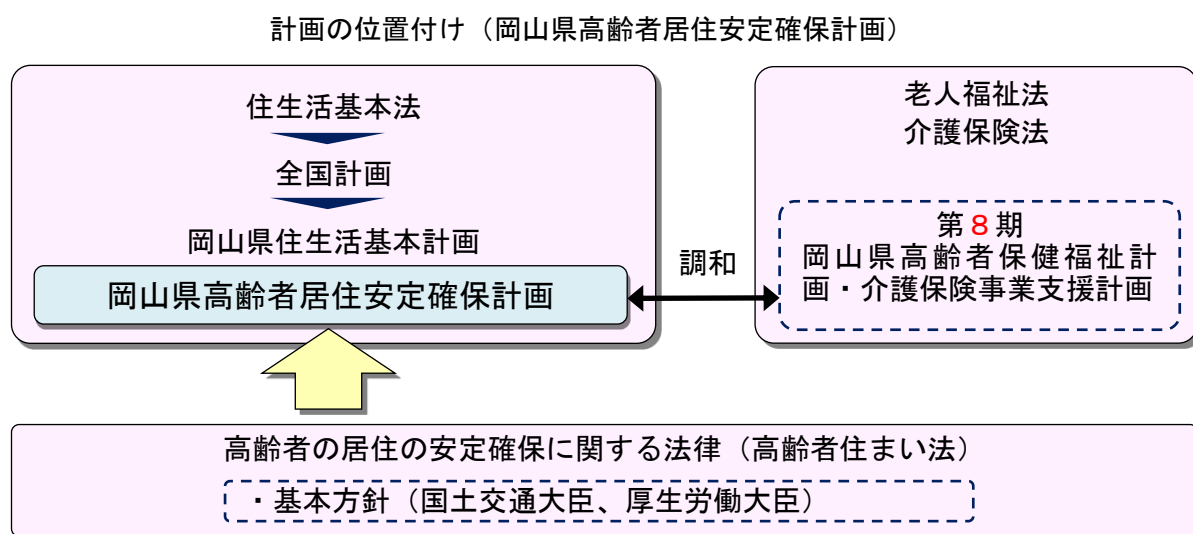 計画の位置付け（岡山県高齢者居住安定確保計画）
住生活基本法
全国計画
岡山県住生活基本計画
岡山県高齢者居住安定確保計画
調和
老人福祉法
介護保険法
第８期
岡山県高齢者保健福祉計
画・介護保険事業支援計画
高齢者の居住の安定確保に関する法律（高齢者住まい法）
・基本方針（国土交通大臣、厚生労働大臣）